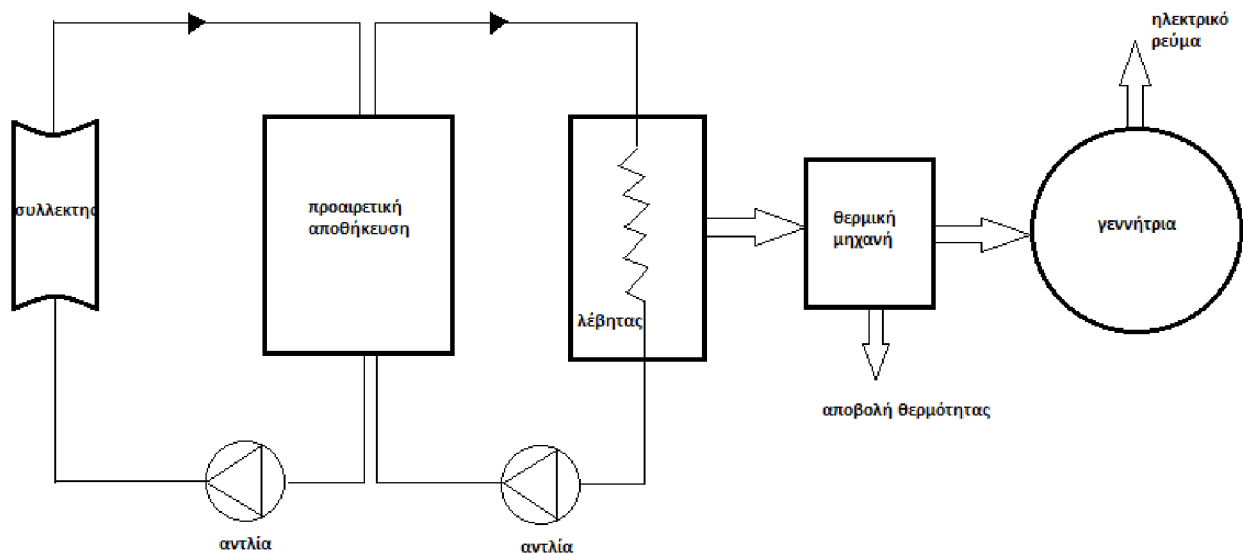 ηλεκτρικό
ρεύμα
συλλεκτης
προαιρετική
αποθήκευση
λέβητας
θερμική
μηχανή
γεννήτρια
αποβολή θερμότητας
αντλία
αντλία